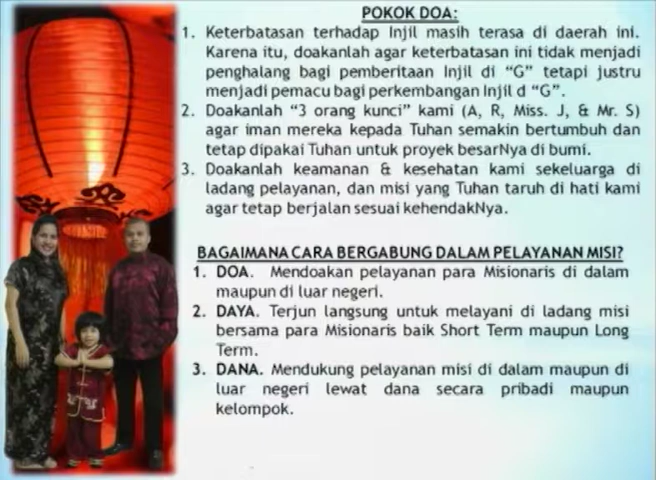 POKOK DOA:
1. Keterbatasan terhadap Injil masih terasa di daerah ini.
Karena itu, doakanlah agar keterbatasan ini tidak menjadi
penghalang bagi pemberitaan Injil di “G” tetapi justru
menjadi pemacu bagi perkembangan Injil d “G”.
2. Doakanlah “3 orang kunci” kami (A, R, Miss. J, & Mr. S)
agar iman mereka kepada Tuhan semakin bertumbuh dan
tetap dipakai Tuhan untuk proyek besarNya di bumi.
3. Doakanlah keamanan & kesehatan kami sekeluarga di
ladang pelayanan, dan misi yang Tuhan taruh di hati kami
agar tetap berjalan sesuai kehendakNya.
BAGAIMANA CARA BERGABUNG DALAM PELAYANAN MISI?
1. DOA. Mendoakan pelayanan para Misionaris di dalam
maupun di luar negeri.
2. DAYA. Terjun langsung untuk melayani di ladang misi
bersama para Misionaris baik Short Term maupun Long
Term.
3. DANA. Mendukung pelayanan misi di dalam maupun di
luar negeri lewat dana secara pribadi maupun
kelompok.